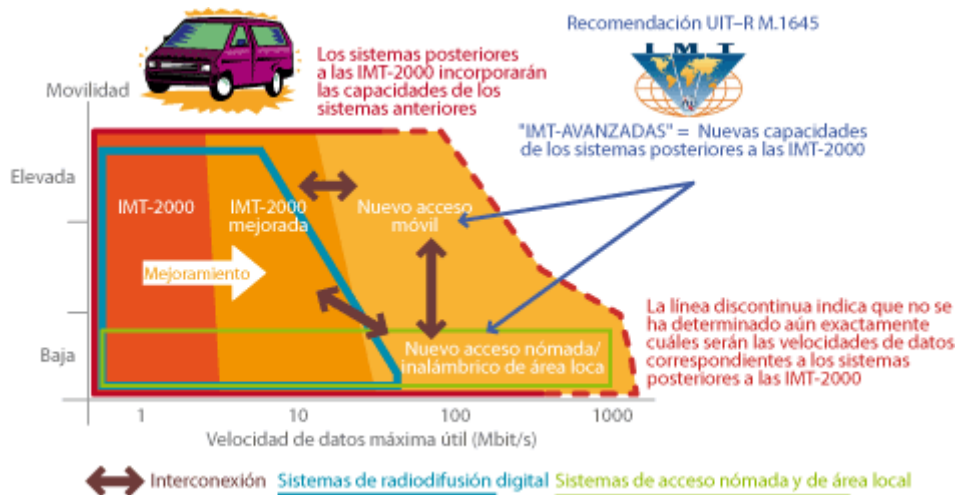 Recomendación UIT–R M.1645
I M T
Los sistemas posteriores
a las IMT-2000 incorporarán
las capacidades de los
sistemas anteriores
Movilidad
"IMT-AVANZADAS" = Nuevas capacidades
de los sistemas posteriores a las IMT-2000
Elevada
IMT-2000
IMT-2000
mejorada
Nuevo acceso
móvil
Mejoramiento
La línea discontinua indica que no se
ha determinado aún exactamente
cuáles serán las velocidades de datos
correspondientes a los sistemas
posteriores a las IMT-2000
Baja
Nuevo acceso nómada/
inalámbrico de área loca
1 10 100 1000
Velocidad de datos máxima útil (Mbit/s)
Interconexión Sistemas de radiodifusión digital Sistemas de acceso nómada y de área local